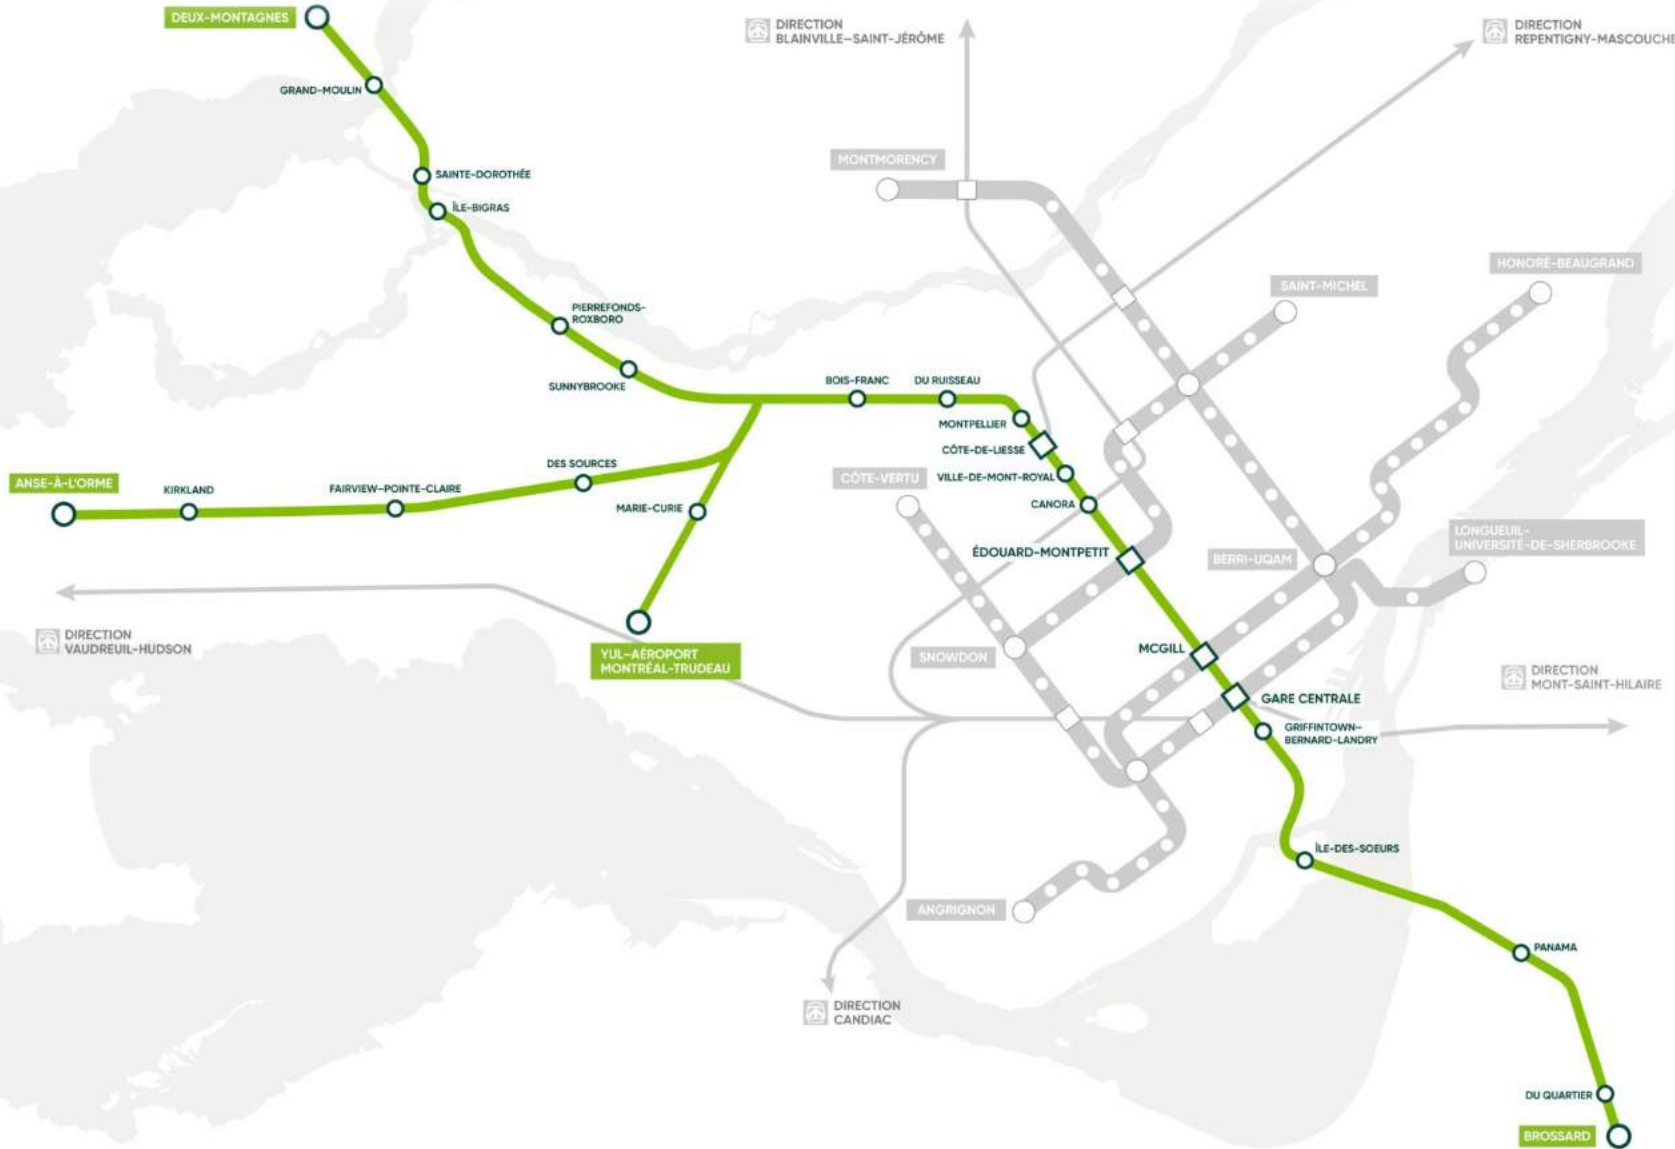 DEUX-MONTAGNES
DIRECTION
BLAINVILLE–SAINT-JÉRÔME
DIRECTION
REPENTIGNY-MASCOUCHE
GRAND-MOULIN
MONTMORENCY
SAINTE-DOROTHÉE
ÎLE-BIGRAS
HONORÉ-BEAUGRAND
SAINT-MICHEL
PIERREFONDS-
ROXBORO
SUNNYBROOKE
BOIS-FRANC
DU RUISSEAU
MONTPELLIER
CÔTE-DE-LIESSE
VILLE-DE-MONT-ROYAL
CANORA
ANSE-À-L'ORME
KIRKLAND
FAIRVIEW–POINTE-CLAIRE
DES SOURCES
MARIE-CURIE
CÔTE-VERTU
ÉDOUARD-MONTPETIT
BERRI-UQAM
LONGUEUIL–
UNIVERSITÉ-DE-SHERBROOKE
DIRECTION
VAUDREUIL-HUDSON
YUL–AÉROPORT
MONTRÉAL-TRUDEAU
SNOWDON
MCGILL
DIRECTION
MONT-SAINT-HILAIRE
GARE CENTRALE
GRIFFINTOWN–
BERNARD-LANDRY
ÎLE-DES-SOEURS
ANGRIGNON
PANAMA
DIRECTION
CANDIAC
DU QUARTIER
BROSSARD